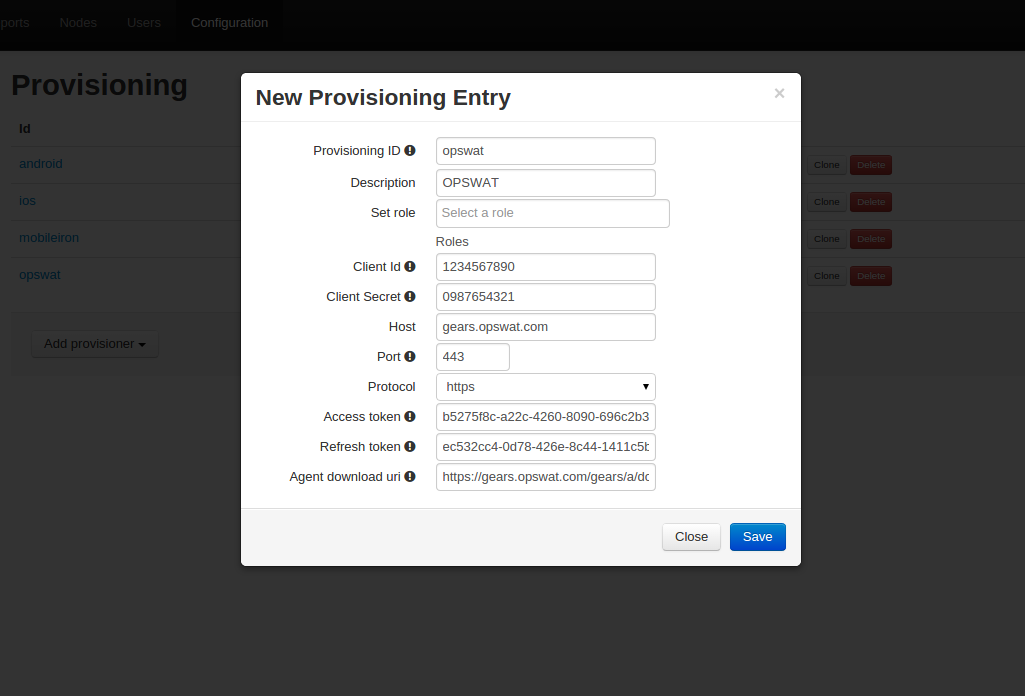 ports Nodes Users Configuration
Provisioning
Id
android Clone Delete
ios Clone Delete
mobileiron Clone Delete
opswat Clone Delete
Add provisioner
New Provisioning Entry ×
Provisioning ID opswat
Description OPSWAT
Set role Select a role
Roles
Client Id 1234567890
Client Secret 0987654321
Host gears.opswat.com
Port 443
Protocol https
Access token b5275f8c-a22c-4260-8090-696c2b3
Refresh token ec532cc4-0d78-426e-8c44-1411c5b
Agent download uri https://gears.opswat.com/gears/a/do
Close Save